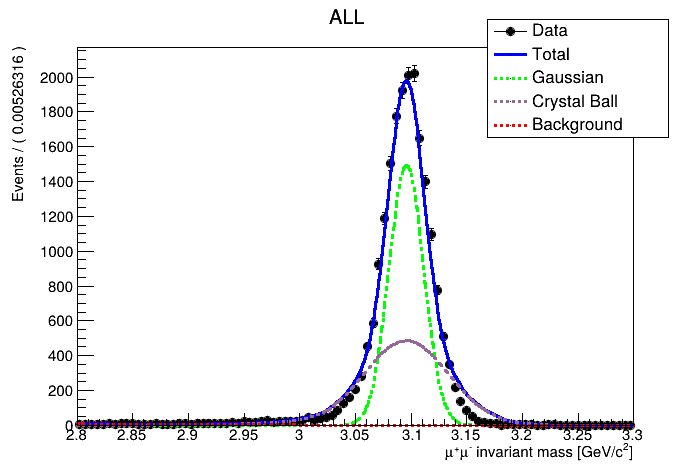 ALL
Data
Total
Gaussian
Crystal Ball
Background
Events / ( 0.00526316 )
2000
1800
1600
1400
1200
1000
800
600
400
200
0
2.8 2.85 2.9 2.95 3 3.05 3.1 3.15 3.2 3.25 3.3
μ⁺μ⁻ invariant mass [GeV/c²]